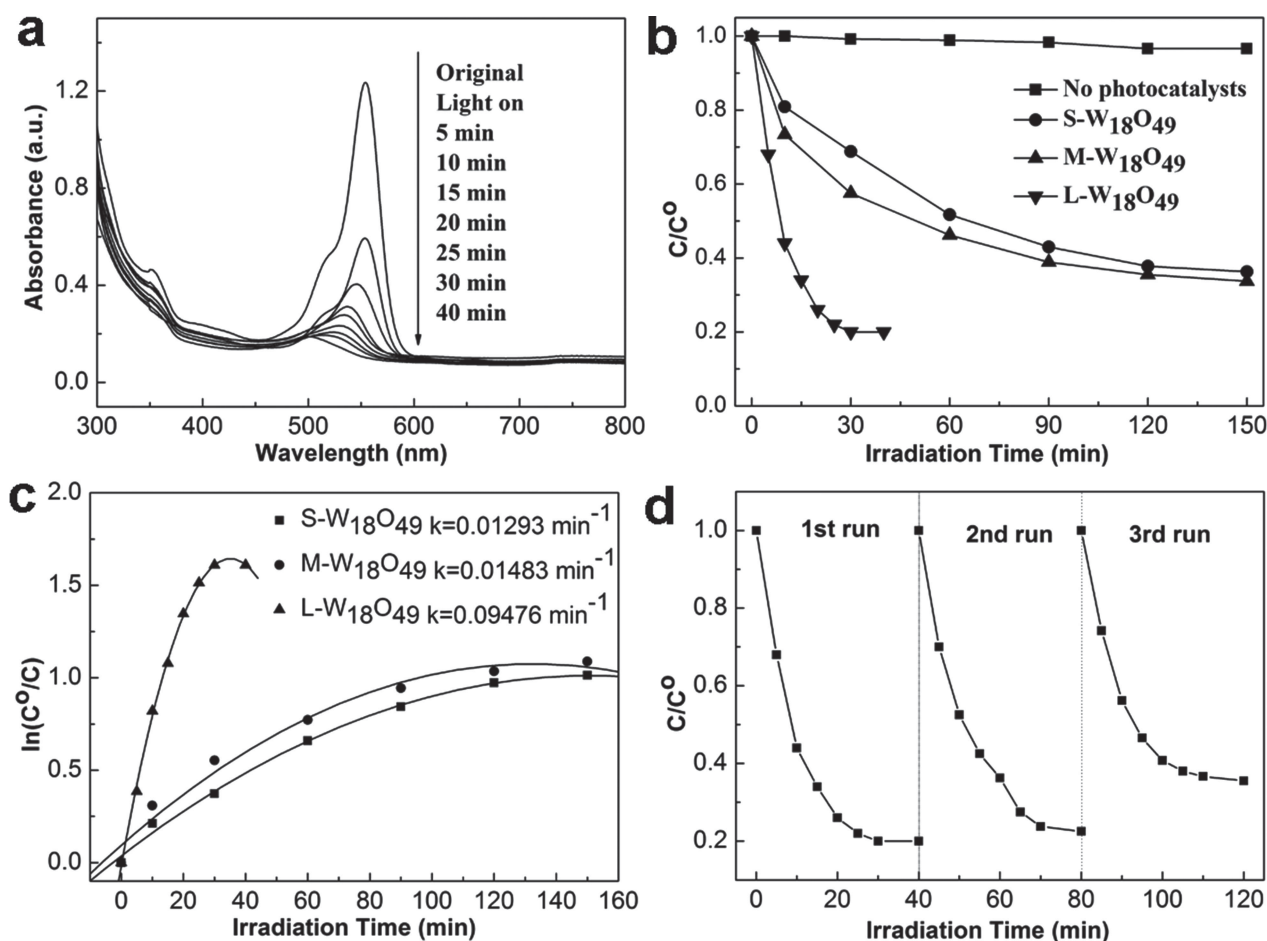 a
Absorbance (a.u.)
1.2
0.8
0.4
0.0
300 400 500 600 700 800
Wavelength (nm)
Original
Light on
5 min
10 min
15 min
20 min
25 min
30 min
40 min
b
C/C⁰
1.0
0.8
0.6
0.4
0.2
0.0
0 30 60 90 120 150
Irradiation Time (min)
No photocatalysts
S-W₁₈O₄₉
M-W₁₈O₄₉
L-W₁₈O₄₉
c
ln(C⁰/C)
2.0
1.5
1.0
0.5
0.0
0 20 40 60 80 100 120 140 160
Irradiation Time (min)
S-W₁₈O₄₉ k=0.01293 min⁻¹
M-W₁₈O₄₉ k=0.01483 min⁻¹
L-W₁₈O₄₉ k=0.09476 min⁻¹
d
C/C⁰
1.0
0.8
0.6
0.4
0.2
0 20 40 60 80 100 120
Irradiation Time (min)
1st run
2nd run
3rd run